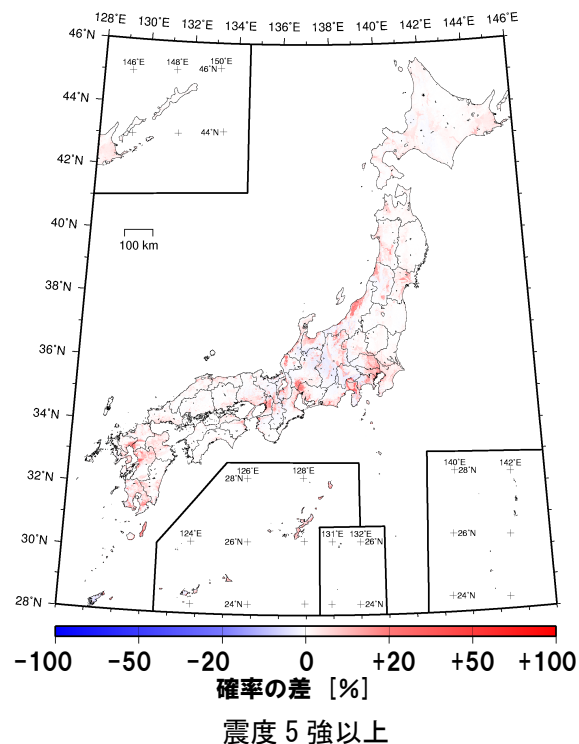 128˚E 130˚E 132˚E 134˚E 136˚E 138˚E 140˚E 142˚E 144˚E 146˚E
46˚N
146˚E 148˚E 150˚E
46˚N
44˚N
44˚N
42˚N
40˚N
100 km
38˚N
36˚N
34˚N
32˚N
126˚E 128˚E
28˚N
140˚E 142˚E
28˚N
124˚E
26˚N
131˚E 132˚E
26˚N
26˚N
30˚N
24˚N
24˚N
24˚N
28˚N
-100 -50 -20 0 +20 +50 +100
確率の差 [%]
震度5強以上